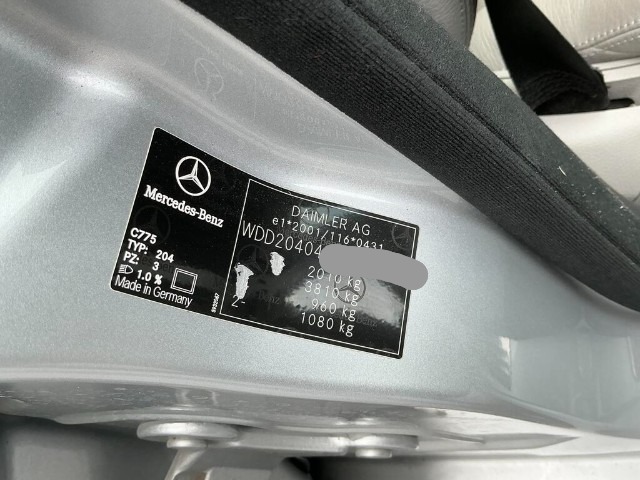 Mercedes-Benz
C775
TYP: 204
PZ: 3
1.0 %
Made in Germany
DAIMLER AG
e1*2001/116*0431
WDD20404
2010 kg
3810 kg
960 kg
2- 1080 kg